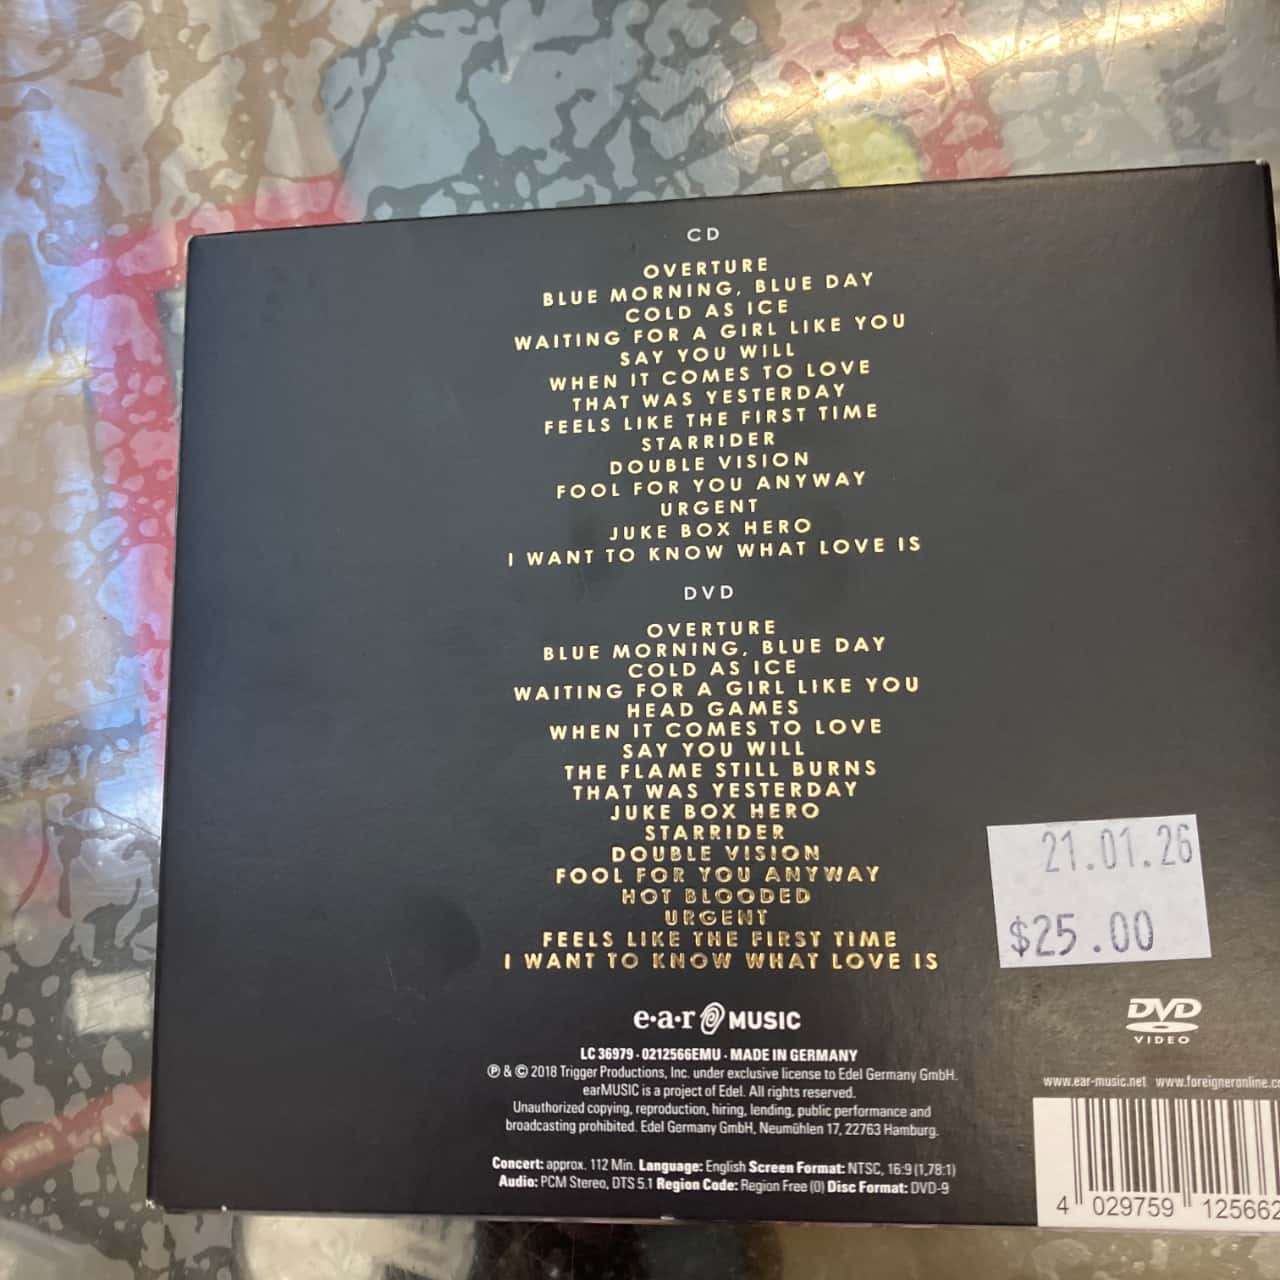 CD
OVERTURE
BLUE MORNING, BLUE DAY
COLD AS ICE
WAITING FOR A GIRL LIKE YOU
SAY YOU WILL
WHEN IT COMES TO LOVE
THAT WAS YESTERDAY
FEELS LIKE THE FIRST TIME
STARRIDER
DOUBLE VISION
FOOL FOR YOU ANYWAY
URGENT
JUKE BOX HERO
I WANT TO KNOW WHAT LOVE IS
DVD
OVERTURE
BLUE MORNING, BLUE DAY
COLD AS ICE
WAITING FOR A GIRL LIKE YOU
HEAD GAMES
WHEN IT COMES TO LOVE
SAY YOU WILL
THE FLAME STILL BURNS
THAT WAS YESTERDAY
JUKE BOX HERO
STARRIDER
DOUBLE VISION
FOOL FOR YOU ANYWAY
HOT BLOODED
URGENT
FEELS LIKE THE FIRST TIME
I WANT TO KNOW WHAT LOVE IS
21.01.26
$25.00
e·a·r MUSIC
LC 36979 · 0212566EMU · MADE IN GERMANY
℗ & © 2018 Trigger Productions, Inc. under exclusive license to Edel Germany GmbH.
earMUSIC is a project of Edel. All rights reserved.
Unauthorized copying, reproduction, hiring, lending, public performance and
broadcasting prohibited. Edel Germany GmbH, Neumühlen 17, 22763 Hamburg.
Concert: approx. 112 Min. Language: English Screen Format: NTSC, 16:9 (1,78:1)
Audio: PCM Stereo, DTS 5.1 Region Code: Region Free (0) Disc Format: DVD-9
DVD
VIDEO
www.ear-music.net www.foreigneronline.co
4 029759 125662